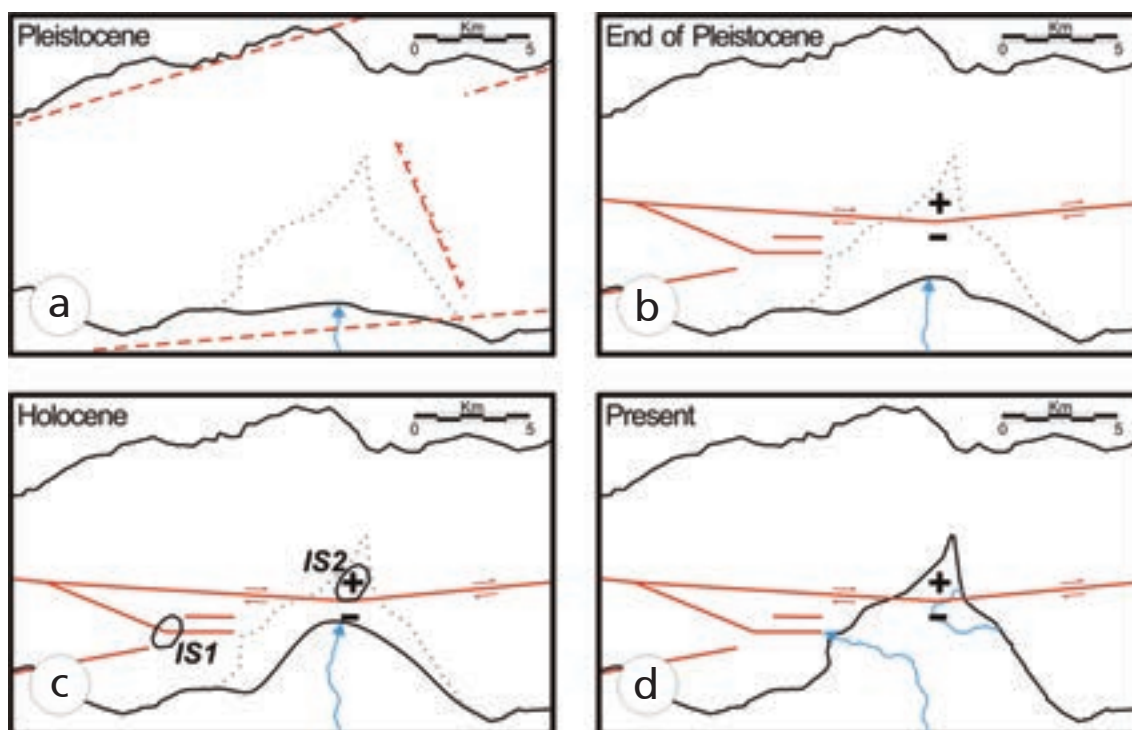 Pleistocene
Km
0 5
a
End of Pleistocene
Km
0 5
+
-
b
Holocene
Km
0 5
IS2
+
-
IS1
c
Present
Km
0 5
+
-
d